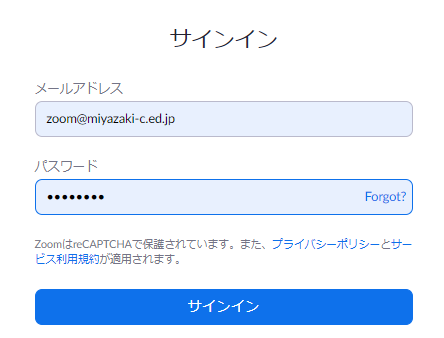 サインイン
メールアドレス
zoom@miyazaki-c.ed.jp
パスワード
•••••••• Forgot?
ZoomはreCAPTCHAで保護されています。また、プライバシーポリシーとサー
ビス利用規約が適用されます。
サインイン